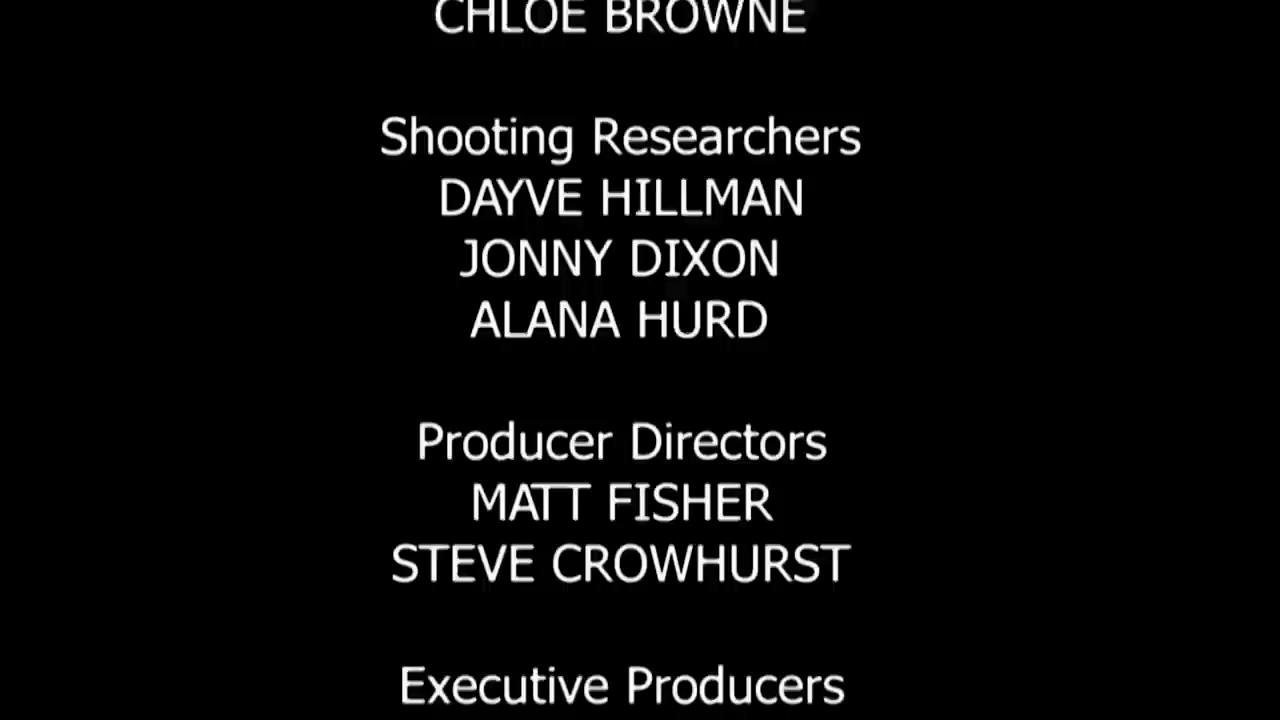 CHLOE BROWNE
Shooting Researchers
DAYVE HILLMAN
JONNY DIXON
ALANA HURD
Producer Directors
MATT FISHER
STEVE CROWHURST
Executive Producers